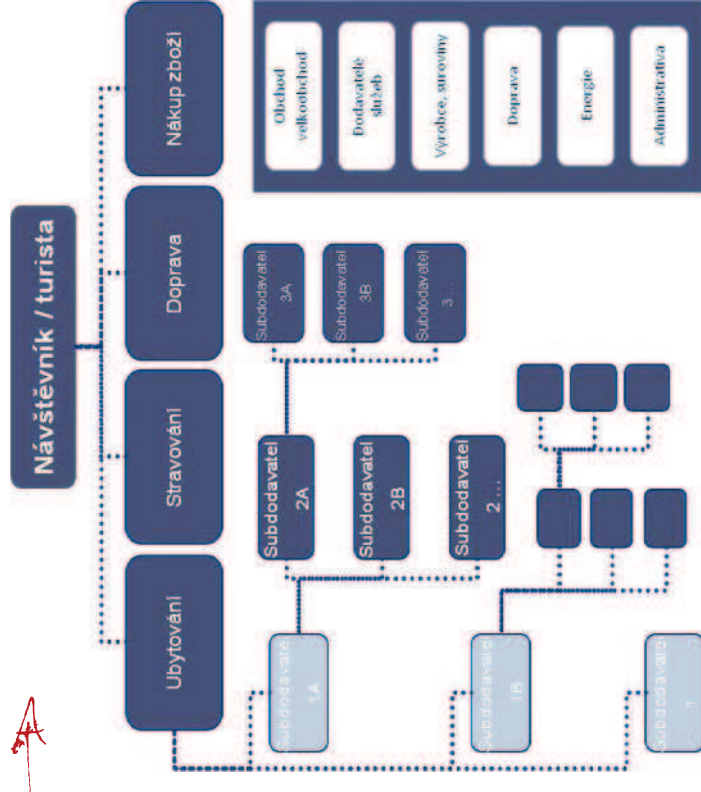 Návštěvník / turista
Ubytování
Stravování
Doprava
Nákup zboží
Subdodavatel
1A
Subdodavatel
1B
Subdodavatel
1
Subdodavatel
2A
Subdodavatel
2B
Subdodavatel
2 ...
Subdodavatel
3A
Subdodavatel
3B
Subdodavatel
3 ...
Obchod
velkoobchod
Dodavatelé
služeb
Výrobce, suroviny
Doprava
Energie
Administrativa